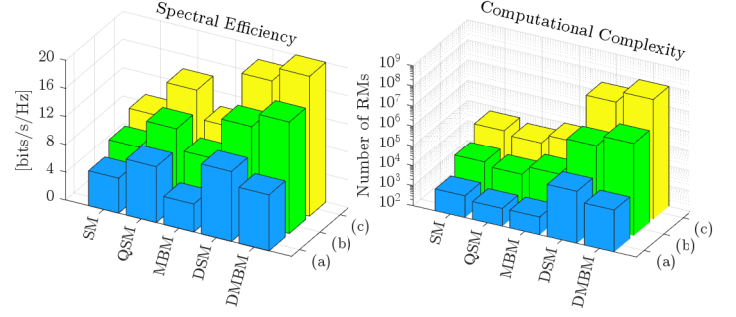 Spectral Efficiency
[bits/s/Hz]
20
16
12
8
4
0
SM
QSM
MBM
DSM
DMBM
(a)
(b)
(c)
Computational Complexity
Number of RMs
10^9
10^8
10^7
10^6
10^5
10^4
10^3
10^2
SM
QSM
MBM
DSM
DMBM
(a)
(b)
(c)